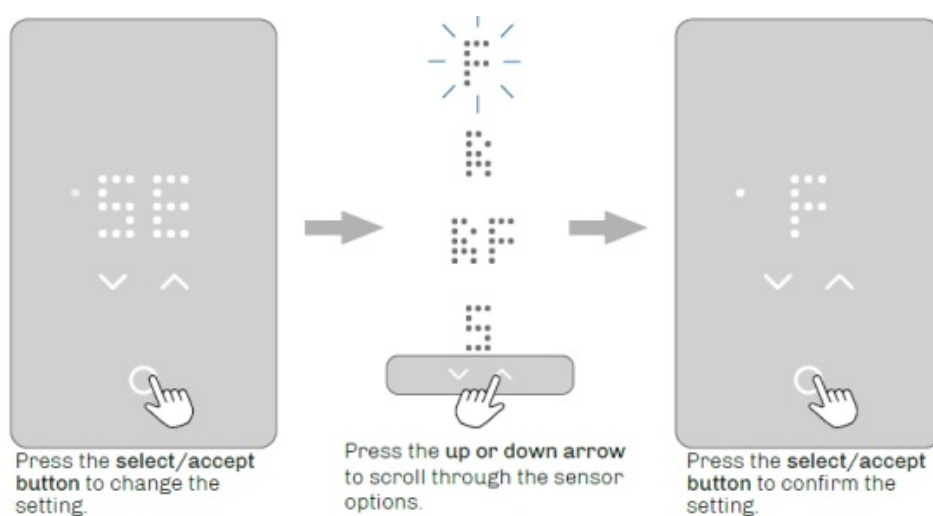 SE
F
R
RF
S
F
Press the select/accept
button to change the
setting.
Press the up or down arrow
to scroll through the sensor
options.
Press the select/accept
button to confirm the
setting.